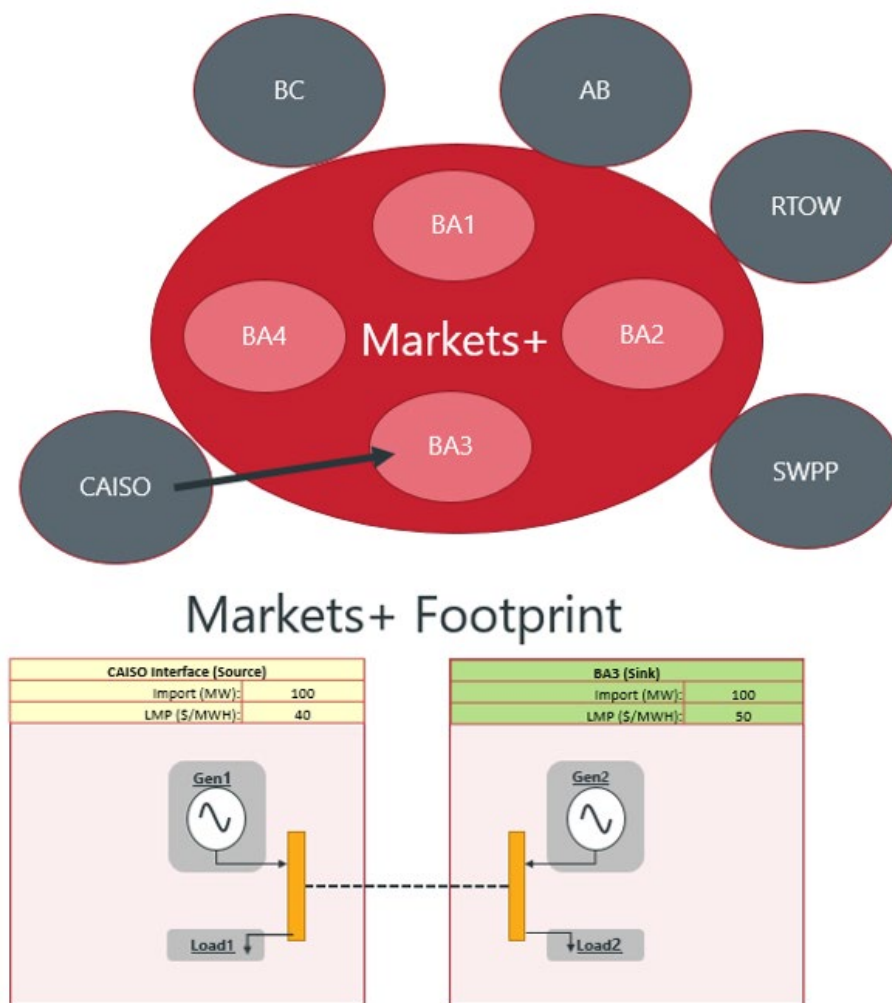 BC
AB
RTOW
BA1
BA4
Markets+
BA2
BA3
CAISO
SWPP
Markets+ Footprint
CAISO Interface (Source)
Import (MW): 100
LMP ($/MWH): 40
Gen1
Load1
BA3 (Sink)
Import (MW): 100
LMP ($/MWH): 50
Gen2
Load2